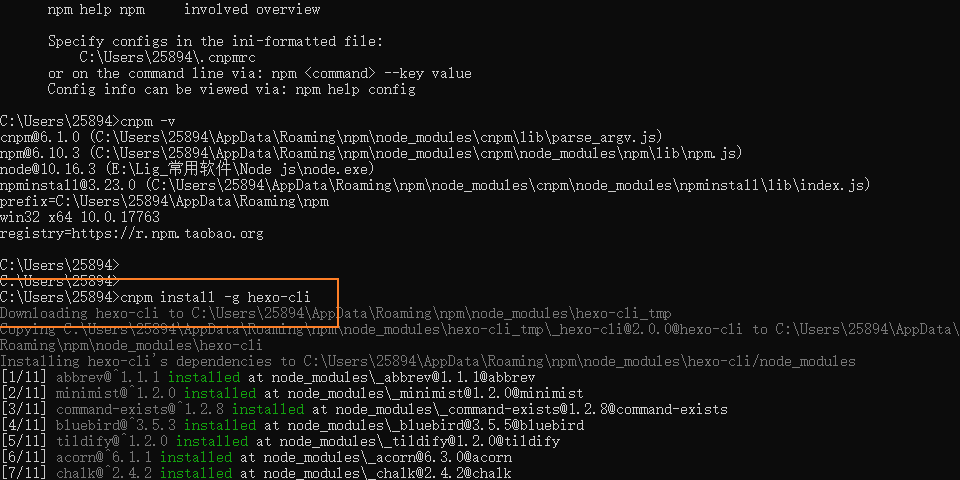 npm help npm     involved overview
Specify configs in the ini-formatted file:
C:\Users\25894\.cnpmrc
or on the command line via: npm <command> --key value
Config info can be viewed via: npm help config
C:\Users\25894>cnpm -v
cnpm@6.1.0 (C:\Users\25894\AppData\Roaming\npm\node_modules\cnpm\lib\parse_argv.js)
npm@6.10.3 (C:\Users\25894\AppData\Roaming\npm\node_modules\cnpm\node_modules\npm\lib\npm.js)
node@10.16.3 (E:\Lig_常用软件\Node js\node.exe)
npminstall@3.23.0 (C:\Users\25894\AppData\Roaming\npm\node_modules\cnpm\node_modules\npminstall\lib\index.js)
prefix=C:\Users\25894\AppData\Roaming\npm
win32 x64 10.0.17763
registry=https://r.npm.taobao.org
C:\Users\25894>
C:\Users\25894>
C:\Users\25894>cnpm install -g hexo-cli
Downloading hexo-cli to C:\Users\25894\AppData\Roaming\npm\node_modules\hexo-cli_tmp
Copying C:\Users\25894\AppData\Roaming\npm\node_modules\hexo-cli_tmp\_hexo-cli@2.0.0@hexo-cli to C:\Users\25894\AppData\
Roaming\npm\node_modules\hexo-cli
Installing hexo-cli's dependencies to C:\Users\25894\AppData\Roaming\npm\node_modules\hexo-cli/node_modules
[1/11] abbrev@^1.1.1 installed at node_modules\_abbrev@1.1.1@abbrev
[2/11] minimist@^1.2.0 installed at node_modules\_minimist@1.2.0@minimist
[3/11] command-exists@^1.2.8 installed at node_modules\_command-exists@1.2.8@command-exists
[4/11] bluebird@^3.5.3 installed at node_modules\_bluebird@3.5.5@bluebird
[5/11] tildify@^1.2.0 installed at node_modules\_tildify@1.2.0@tildify
[6/11] acorn@^6.1.1 installed at node_modules\_acorn@6.3.0@acorn
[7/11] chalk@^2.4.2 installed at node_modules\_chalk@2.4.2@chalk